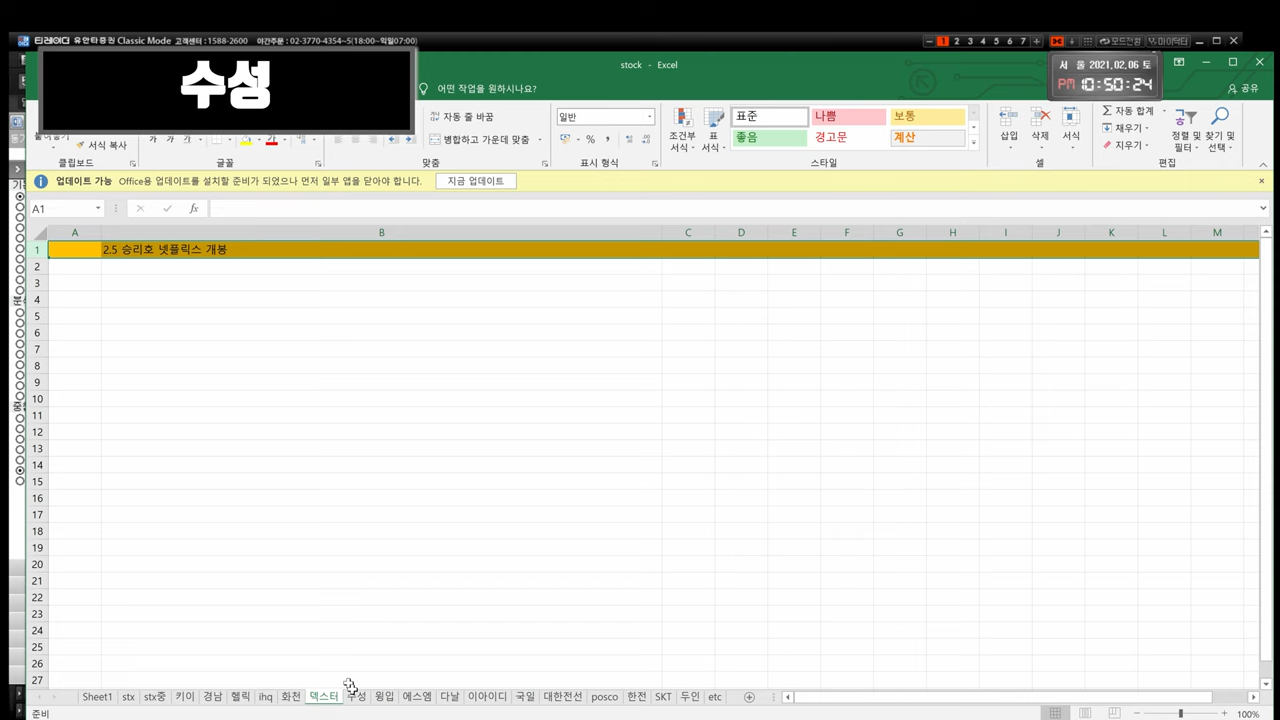 티레이더 유안타증권 Classic Mode 고객센터 : 1588-2600 야간주문 : 02-3770-4354~5(18:00~익일07:00)
1 2 3 4 5 6 7 모드전환 마이닥터
수성
stock - Excel
서울 2021.02.06 토
PM 10:50:24
어떤 작업을 원하시나요?
공유
자동 줄 바꿈
일반
표준
나쁨
보통
자동 합계
채우기
지우기
서식 복사
가 가 가
병합하고 가운데 맞춤
%
조건부 서식
표 서식
좋음
경고문
계산
삽입
삭제
서식
정렬 및 필터
찾기 및 선택
클립보드
글꼴
맞춤
표시 형식
스타일
셀
편집
업데이트 가능 Office용 업데이트를 설치할 준비가 되었으나 먼저 일부 앱을 닫아야 합니다. 지금 업데이트
A1
fx
A B C D E F G H I J K L M
1 2.5 승리호 넷플릭스 개봉
2
3
4
5
6
7
8
9
10
11
12
13
14
15
16
17
18
19
20
21
22
23
24
25
26
27
Sheet1 stx stx중 키이 경남 헬릭 ihq 화천 덱스터 수성 윙입 에스엠 다날 이아이디 국일 대한전선 posco 한전 SKT 두인 etc
준비
100%